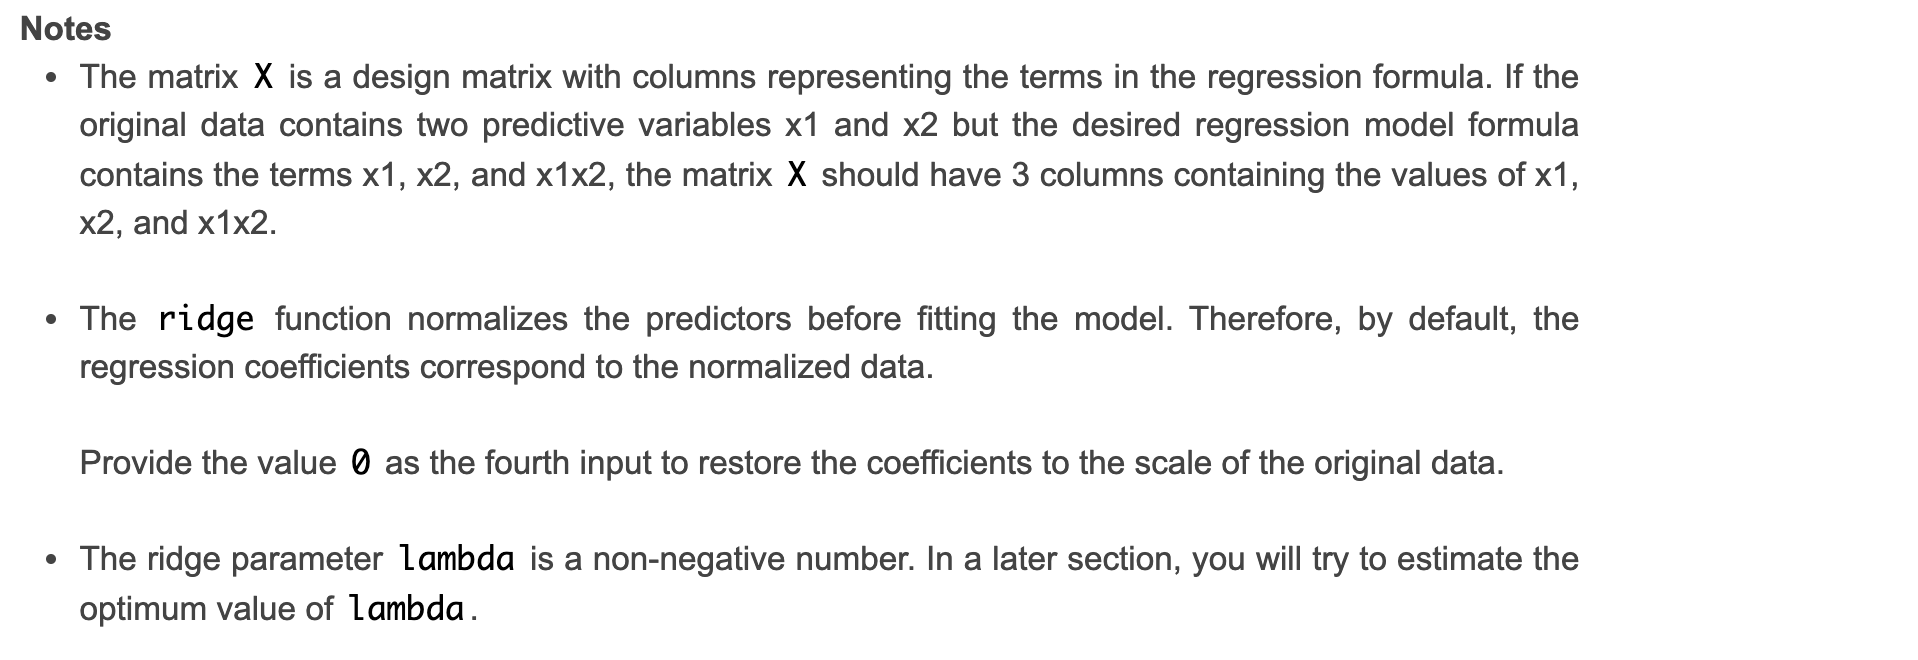 Notes
• The matrix X is a design matrix with columns representing the terms in the regression formula. If the
original data contains two predictive variables x1 and x2 but the desired regression model formula
contains the terms x1, x2, and x1x2, the matrix X should have 3 columns containing the values of x1,
x2, and x1x2.
• The ridge function normalizes the predictors before fitting the model. Therefore, by default, the
regression coefficients correspond to the normalized data.
Provide the value 0 as the fourth input to restore the coefficients to the scale of the original data.
• The ridge parameter lambda is a non-negative number. In a later section, you will try to estimate the
optimum value of lambda.